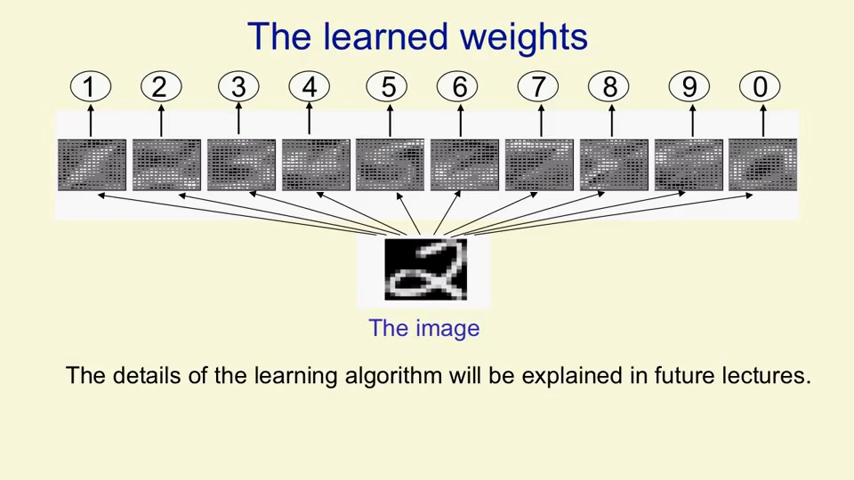 The learned weights
1 2 3 4 5 6 7 8 9 0
2
The image
The details of the learning algorithm will be explained in future lectures.